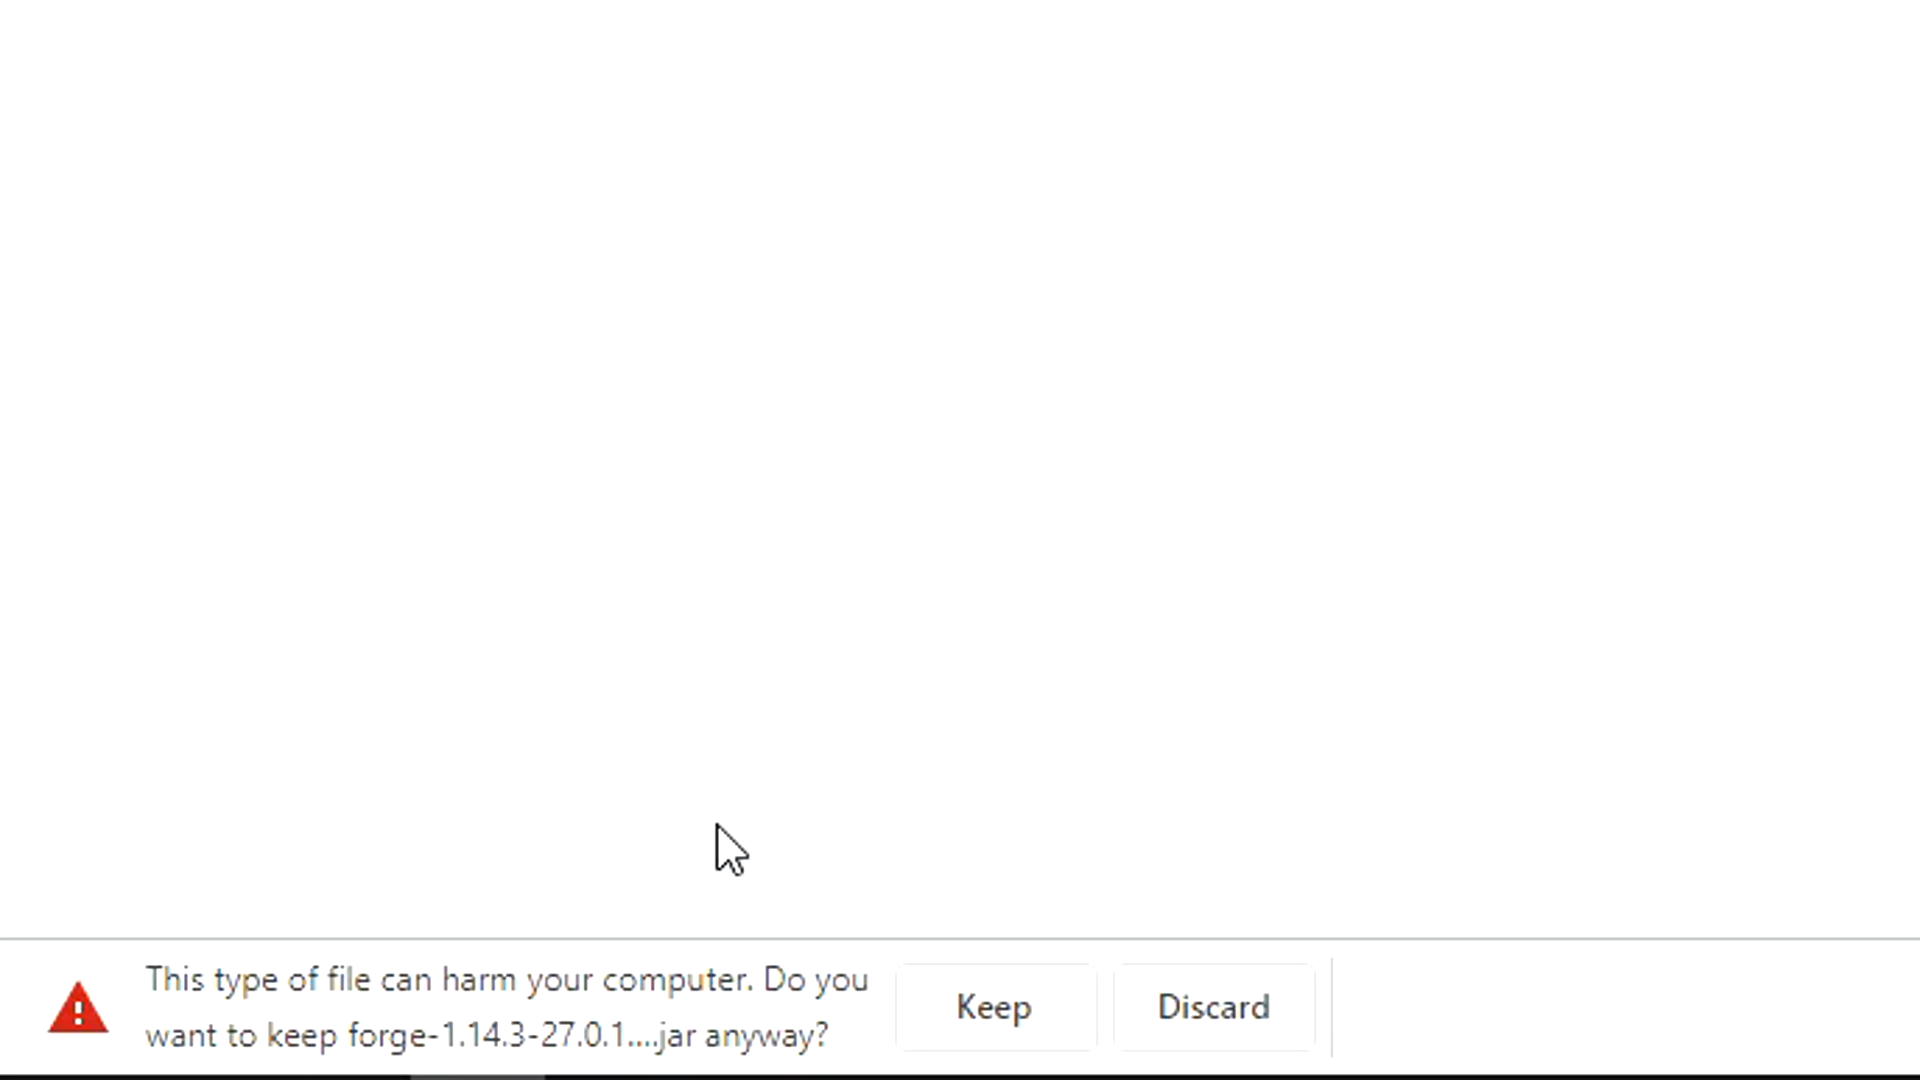 This type of file can harm your computer. Do you
want to keep forge-1.14.3-27.0.1....jar anyway?
Keep
Discard